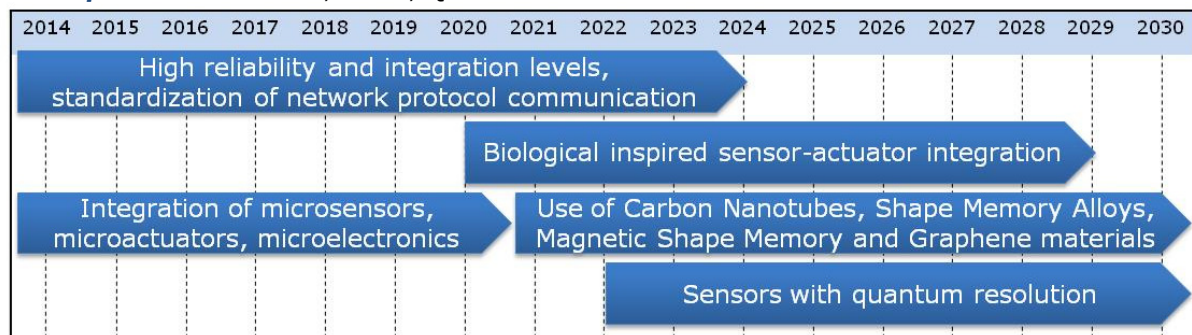 2014 2015 2016 2017 2018 2019 2020 2021 2022 2023 2024 2025 2026 2027 2028 2029 2030
High reliability and integration levels,
standardization of network protocol communication
Biological inspired sensor-actuator integration
Integration of microsensors,
microactuators, microelectronics
Use of Carbon Nanotubes, Shape Memory Alloys,
Magnetic Shape Memory and Graphene materials
Sensors with quantum resolution